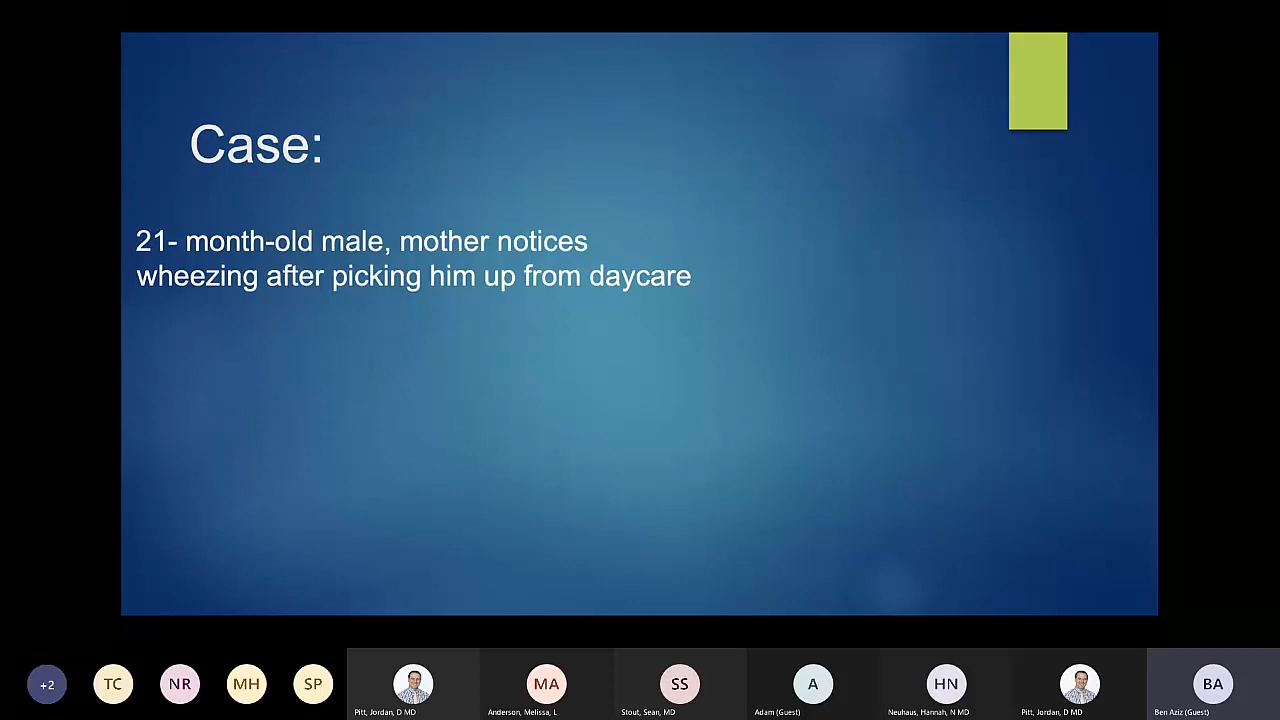 Case:
21- month-old male, mother notices
wheezing after picking him up from daycare
+2
TC
NR
MH
SP
MA
SS
A
HN
BA
Pitt, Jordan, D MD
Anderson, Melissa, L
Stout, Sean, MD
Adam (Guest)
Neuhaus, Hannah, N MD
Pitt, Jordan, D MD
Ben Aziz (Guest)